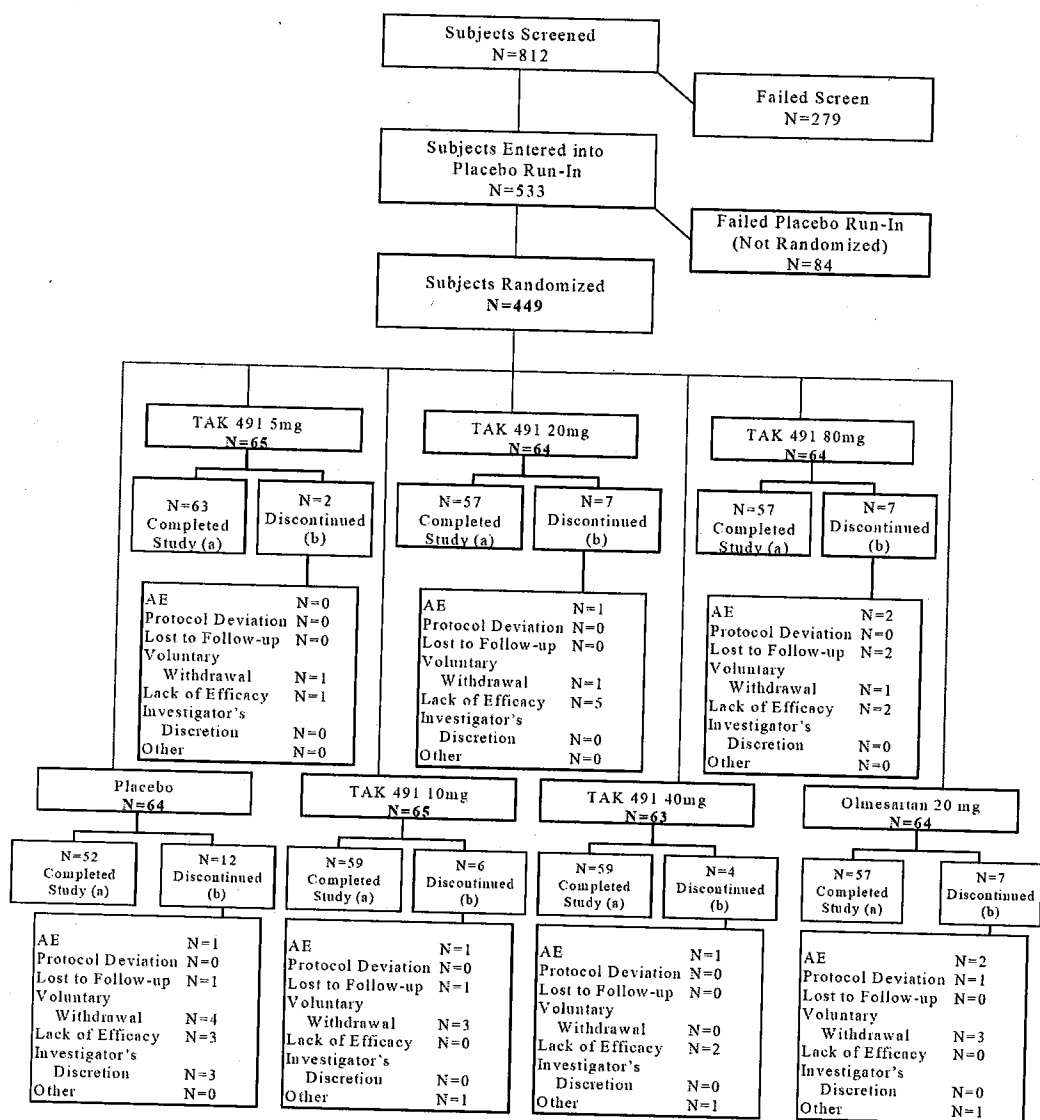 Subjects Screened
N=812
Failed Screen
N=279
Subjects Entered into
Placebo Run-In
N=533
Failed Placebo Run-In
(Not Randomized)
N=84
Subjects Randomized
N=449
TAK 491 5mg
N=65
N=63
Completed
Study (a)
N=2
Discontinued
(b)
AE N=0
Protocol Deviation N=0
Lost to Follow-up N=0
Voluntary
Withdrawal N=1
Lack of Efficacy N=1
Investigator's
Discretion N=0
Other N=0
TAK 491 20mg
N=64
N=57
Completed
Study (a)
N=7
Discontinued
(b)
AE N=1
Protocol Deviation N=0
Lost to Follow-up N=0
Voluntary
Withdrawal N=1
Lack of Efficacy N=5
Investigator's
Discretion N=0
Other N=0
TAK 491 80mg
N=64
N=57
Completed
Study (a)
N=7
Discontinued
(b)
AE N=2
Protocol Deviation N=0
Lost to Follow-up N=2
Voluntary
Withdrawal N=1
Lack of Efficacy N=2
Investigator's
Discretion N=0
Other N=0
Placebo
N=64
N=52
Completed
Study (a)
N=12
Discontinued
(b)
AE N=1
Protocol Deviation N=0
Lost to Follow-up N=1
Voluntary
Withdrawal N=4
Lack of Efficacy N=3
Investigator's
Discretion N=3
Other N=0
TAK 491 10mg
N=65
N=59
Completed
Study (a)
N=6
Discontinued
(b)
AE N=1
Protocol Deviation N=0
Lost to Follow-up N=1
Voluntary
Withdrawal N=3
Lack of Efficacy N=0
Investigator's
Discretion N=0
Other N=1
TAK 491 40mg
N=63
N=59
Completed
Study (a)
N=4
Discontinued
(b)
AE N=1
Protocol Deviation N=0
Lost to Follow-up N=0
Voluntary
Withdrawal N=0
Lack of Efficacy N=2
Investigator's
Discretion N=0
Other N=1
Olmesartan 20 mg
N=64
N=57
Completed
Study (a)
N=7
Discontinued
(b)
AE N=2
Protocol Deviation N=1
Lost to Follow-up N=0
Voluntary
Withdrawal N=3
Lack of Efficacy N=0
Investigator's
Discretion N=0
Other N=1